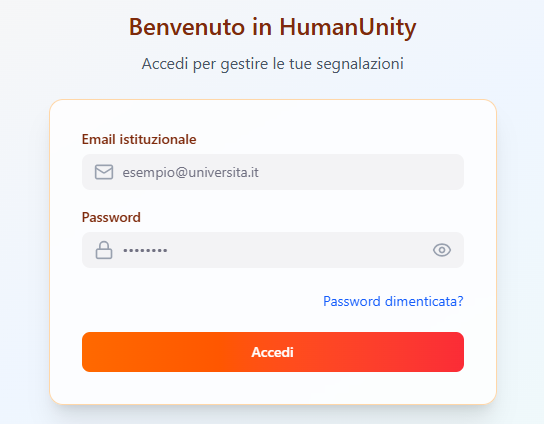 Benvenuto in HumanUnity
Accedi per gestire le tue segnalazioni
Email istituzionale
esempio@universita.it
Password
••••••••
Password dimenticata?
Accedi